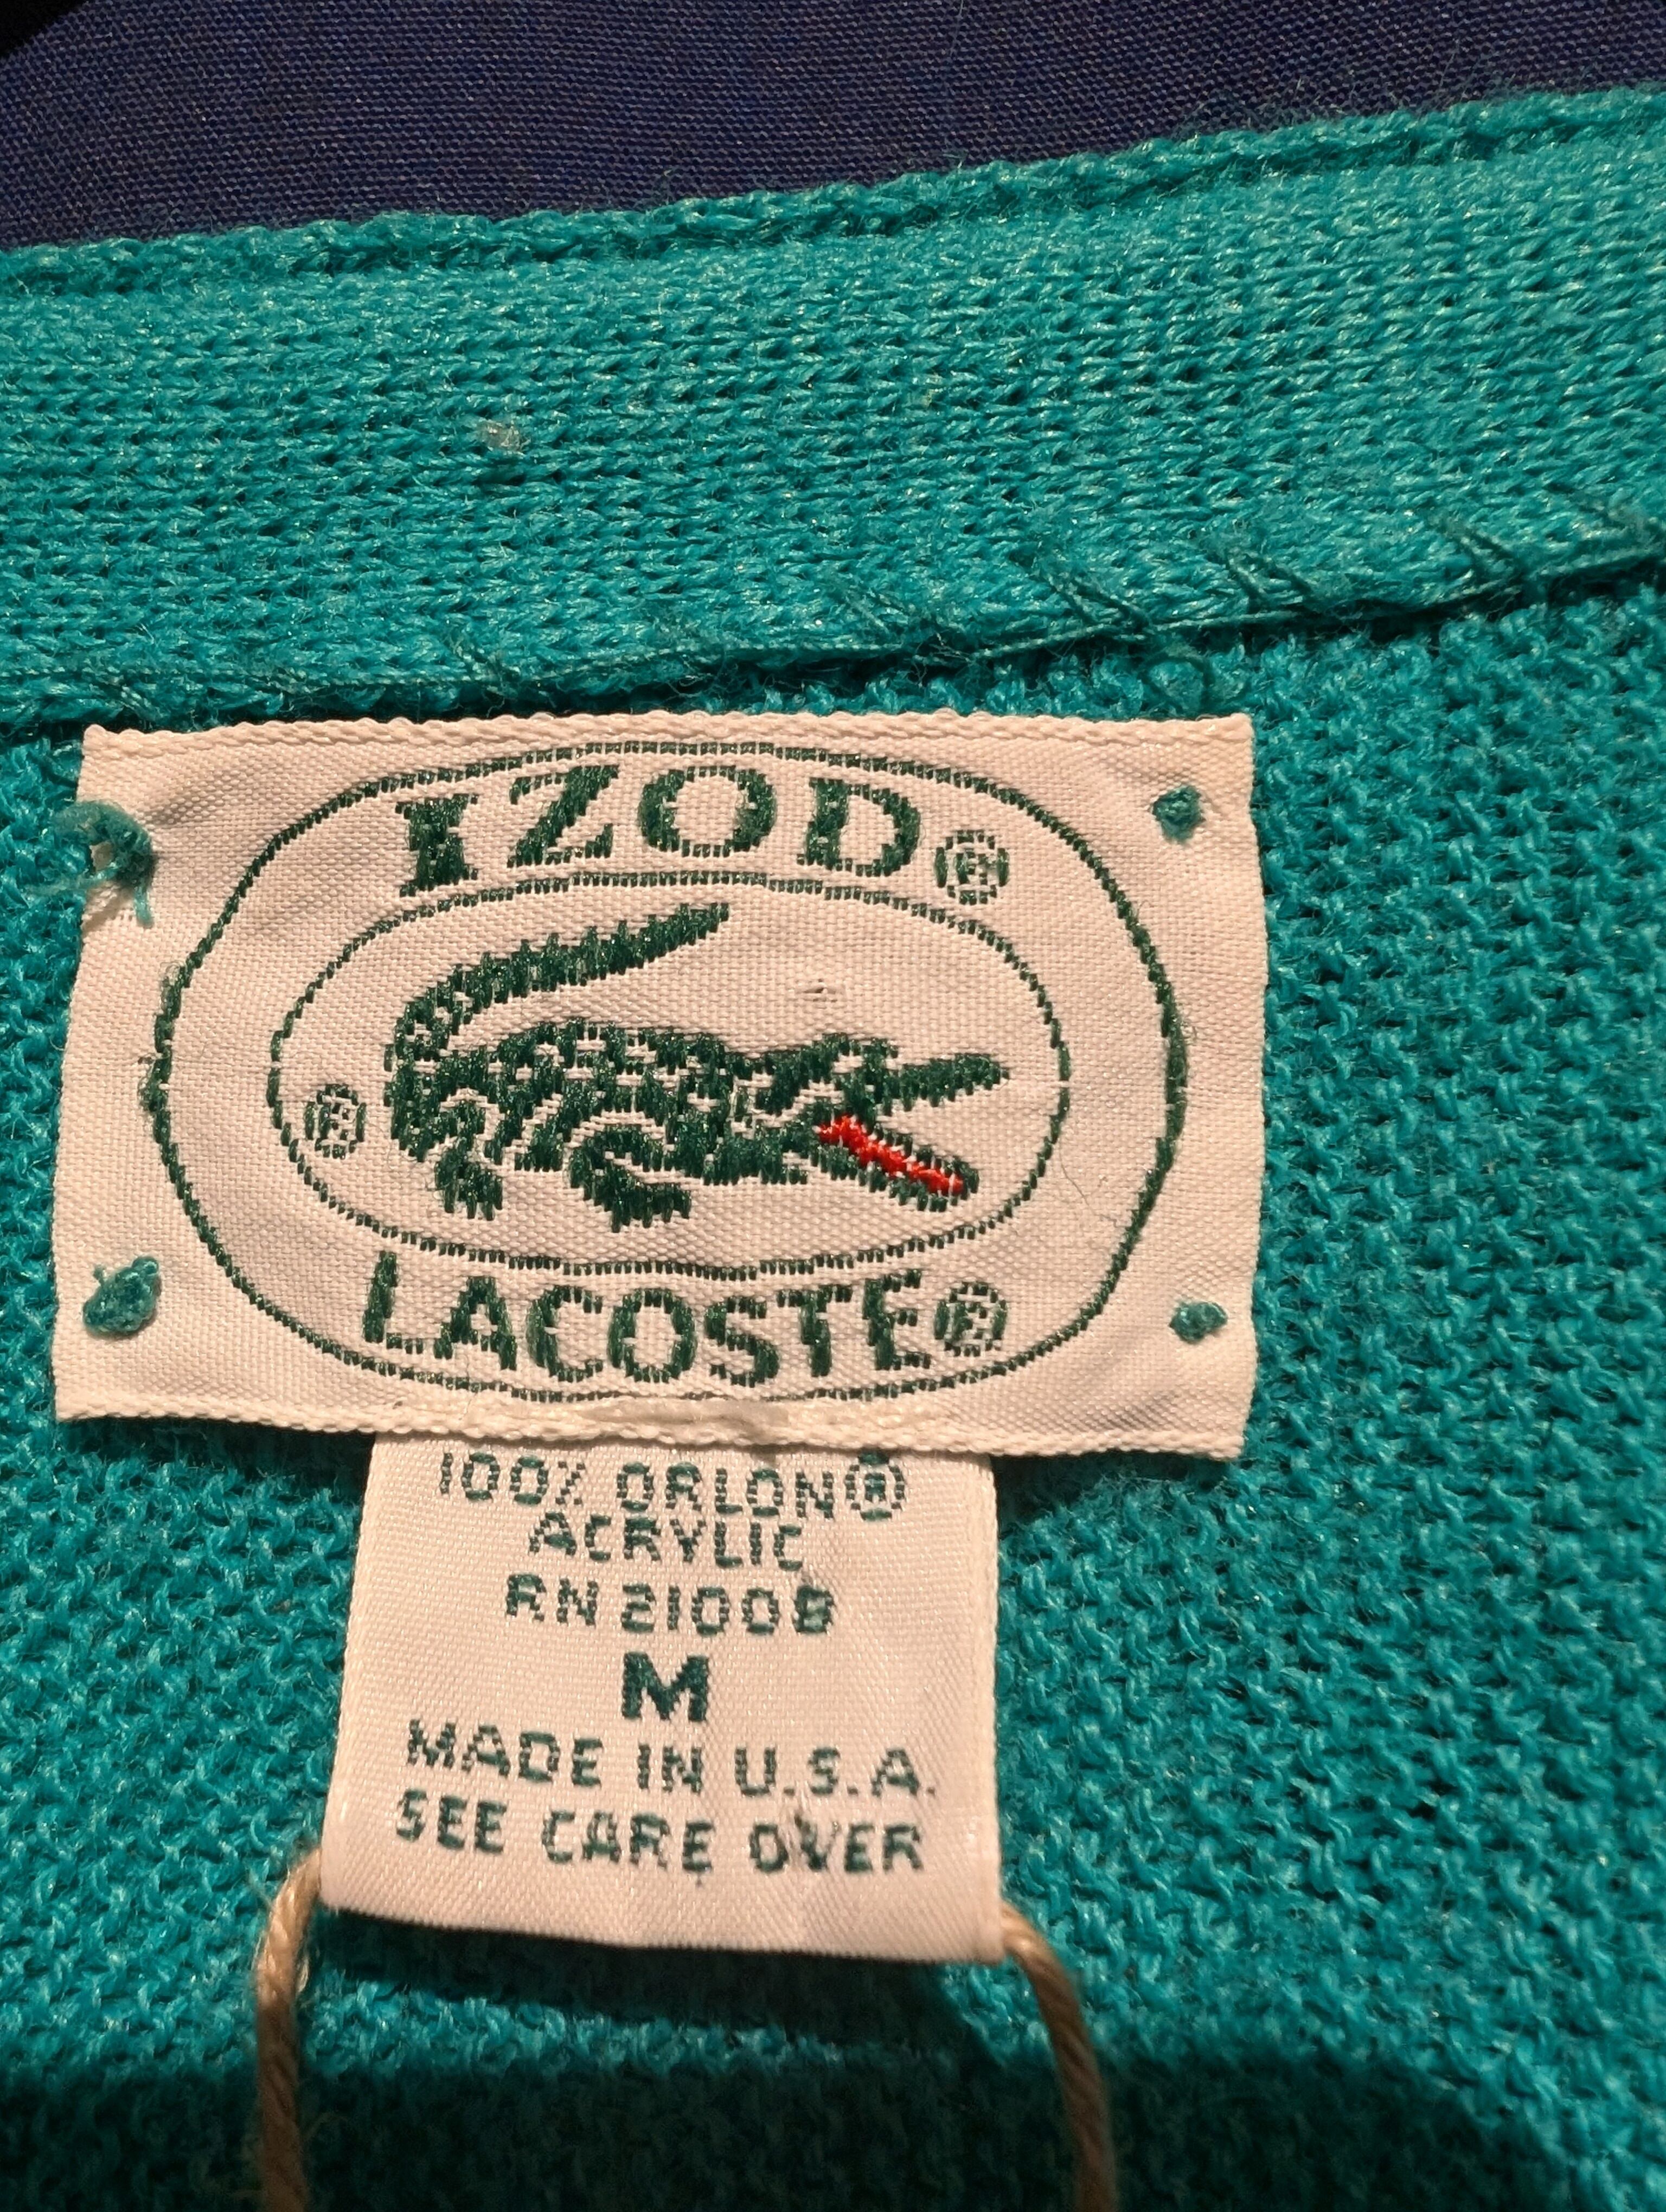 IZOD®
®
LACOSTE®
100% ORLON®
ACRYLIC
RN 21008
M
MADE IN U.S.A.
SEE CARE OVER